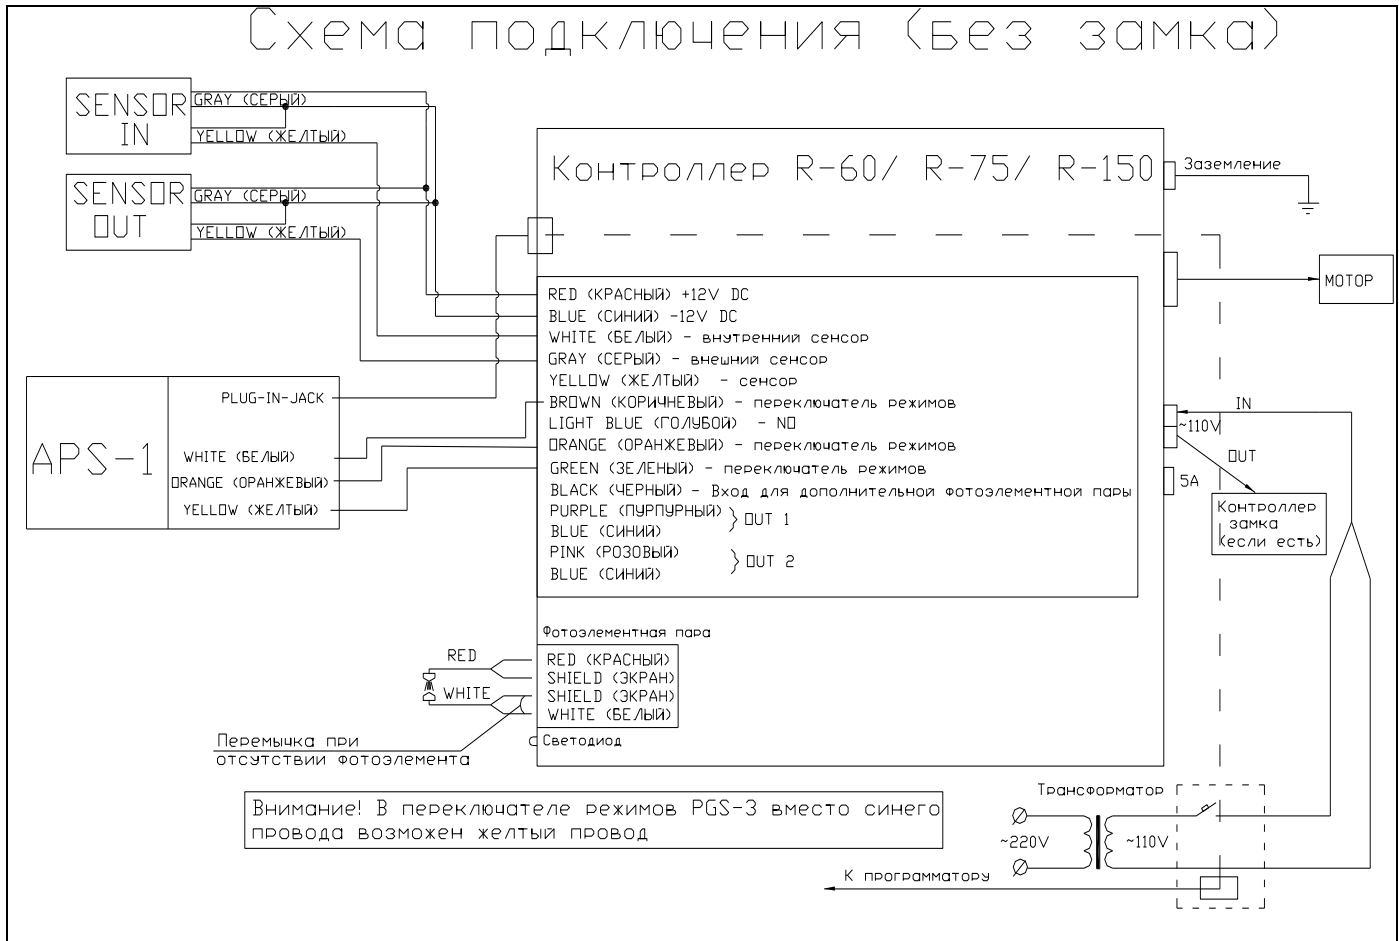 Схема подключения (без замка)
SENSOR
IN
GRAY (СЕРЫЙ)
YELLOW (ЖЕЛТЫЙ)
SENSOR
OUT
GRAY (СЕРЫЙ)
YELLOW (ЖЕЛТЫЙ)
Контроллер R-60/ R-75/ R-150
Заземление
МОТОР
RED (КРАСНЫЙ) +12V DC
BLUE (СИНИЙ) -12V DC
WHITE (БЕЛЫЙ) - внутренний сенсор
GRAY (СЕРЫЙ) - внешний сенсор
YELLOW (ЖЕЛТЫЙ) - сенсор
BROWN (КОРИЧНЕВЫЙ) - переключатель режимов
LIGHT BLUE (ГОЛУБОЙ) - NO
ORANGE (ОРАНЖЕВЫЙ) - переключатель режимов
GREEN (ЗЕЛЕНЫЙ) - переключатель режимов
BLACK (ЧЕРНЫЙ) - Вход для дополнительной фотоэлементной пары
PURPLE (ПУРПУРНЫЙ)
BLUE (СИНИЙ)
} OUT 1
PINK (РОЗОВЫЙ)
BLUE (СИНИЙ)
} OUT 2
APS-1
PLUG-IN-JACK
WHITE (БЕЛЫЙ)
ORANGE (ОРАНЖЕВЫЙ)
YELLOW (ЖЕЛТЫЙ)
IN
~110V
OUT
5A
Контроллер
замка
(если есть)
Фотоэлементная пара
RED (КРАСНЫЙ)
SHIELD (ЭКРАН)
SHIELD (ЭКРАН)
WHITE (БЕЛЫЙ)
Светодиод
RED
WHITE
Перемычка при
отсутствии фотоэлемента
Внимание! В переключателе режимов PGS-3 вместо синего
провода возможен желтый провод
Трансформатор
~220V
~110V
К программатору